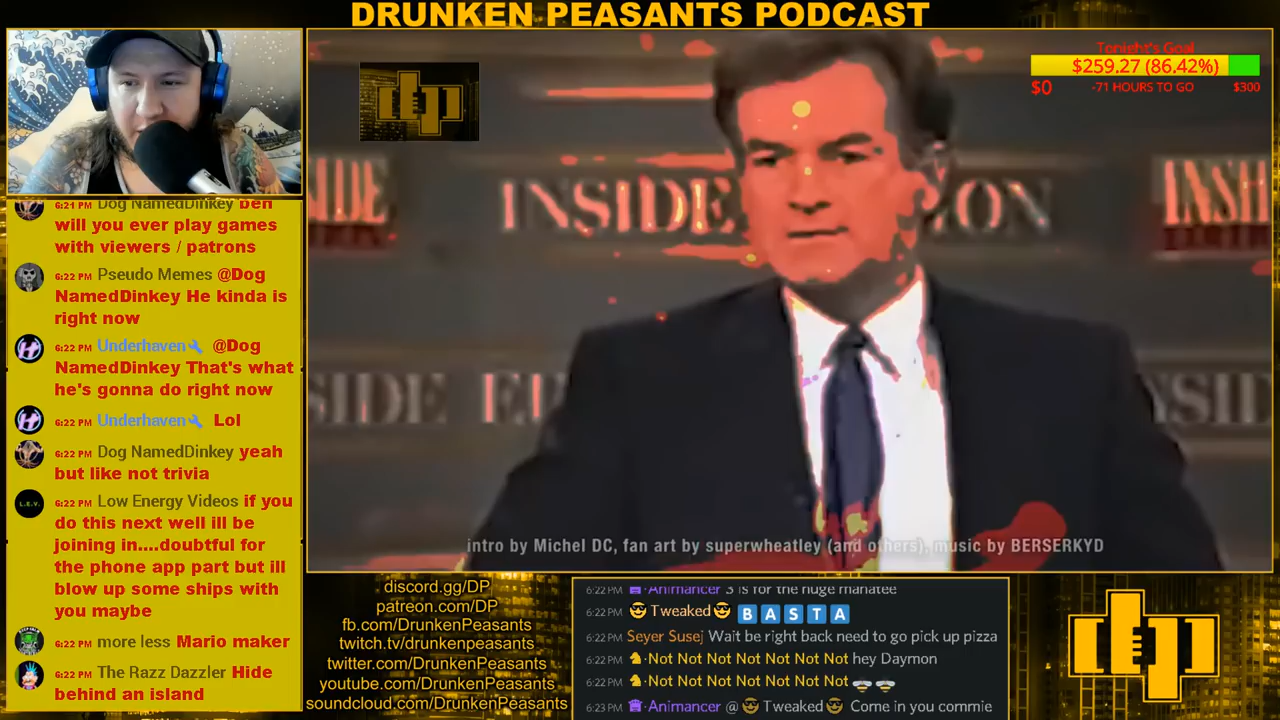 DRUNKEN PEASANTS PODCAST
Tonight's Goal
$259.27 (86.42%)
$0 -71 HOURS TO GO $300
INSIDE
INSIDE
intro by Michel DC, fan art by superwheatley (and others), music by BERSERKYD
6:21 PM Dog NamedDinkey ben
will you ever play games
with viewers / patrons
6:22 PM Pseudo Memes @Dog
NamedDinkey He kinda is
right now
6:22 PM Underhaven @Dog
NamedDinkey That's what
he's gonna do right now
6:22 PM Underhaven Lol
6:22 PM Dog NamedDinkey yeah
but like not trivia
L.E.V.
6:22 PM Low Energy Videos if you
do this next well ill be
joining in....doubtful for
the phone app part but ill
blow up some ships with
you maybe
6:22 PM more less Mario maker
6:22 PM The Razz Dazzler Hide
behind an island
discord.gg/DP
patreon.com/DP
fb.com/DrunkenPeasants
twitch.tv/drunkenpeasants
twitter.com/DrunkenPeasants
youtube.com/DrunkenPeasants
soundcloud.com/DrunkenPeasants
6:22 PM Animancer 3 is for the huge manatee
6:22 PM Tweaked B A S T A
6:22 PM Seyer Susej Wait be right back need to go pick up pizza
6:22 PM Not Not Not Not Not Not Not hey Daymon
6:22 PM Not Not Not Not Not Not Not
6:23 PM Animancer @ Tweaked Come in you commie